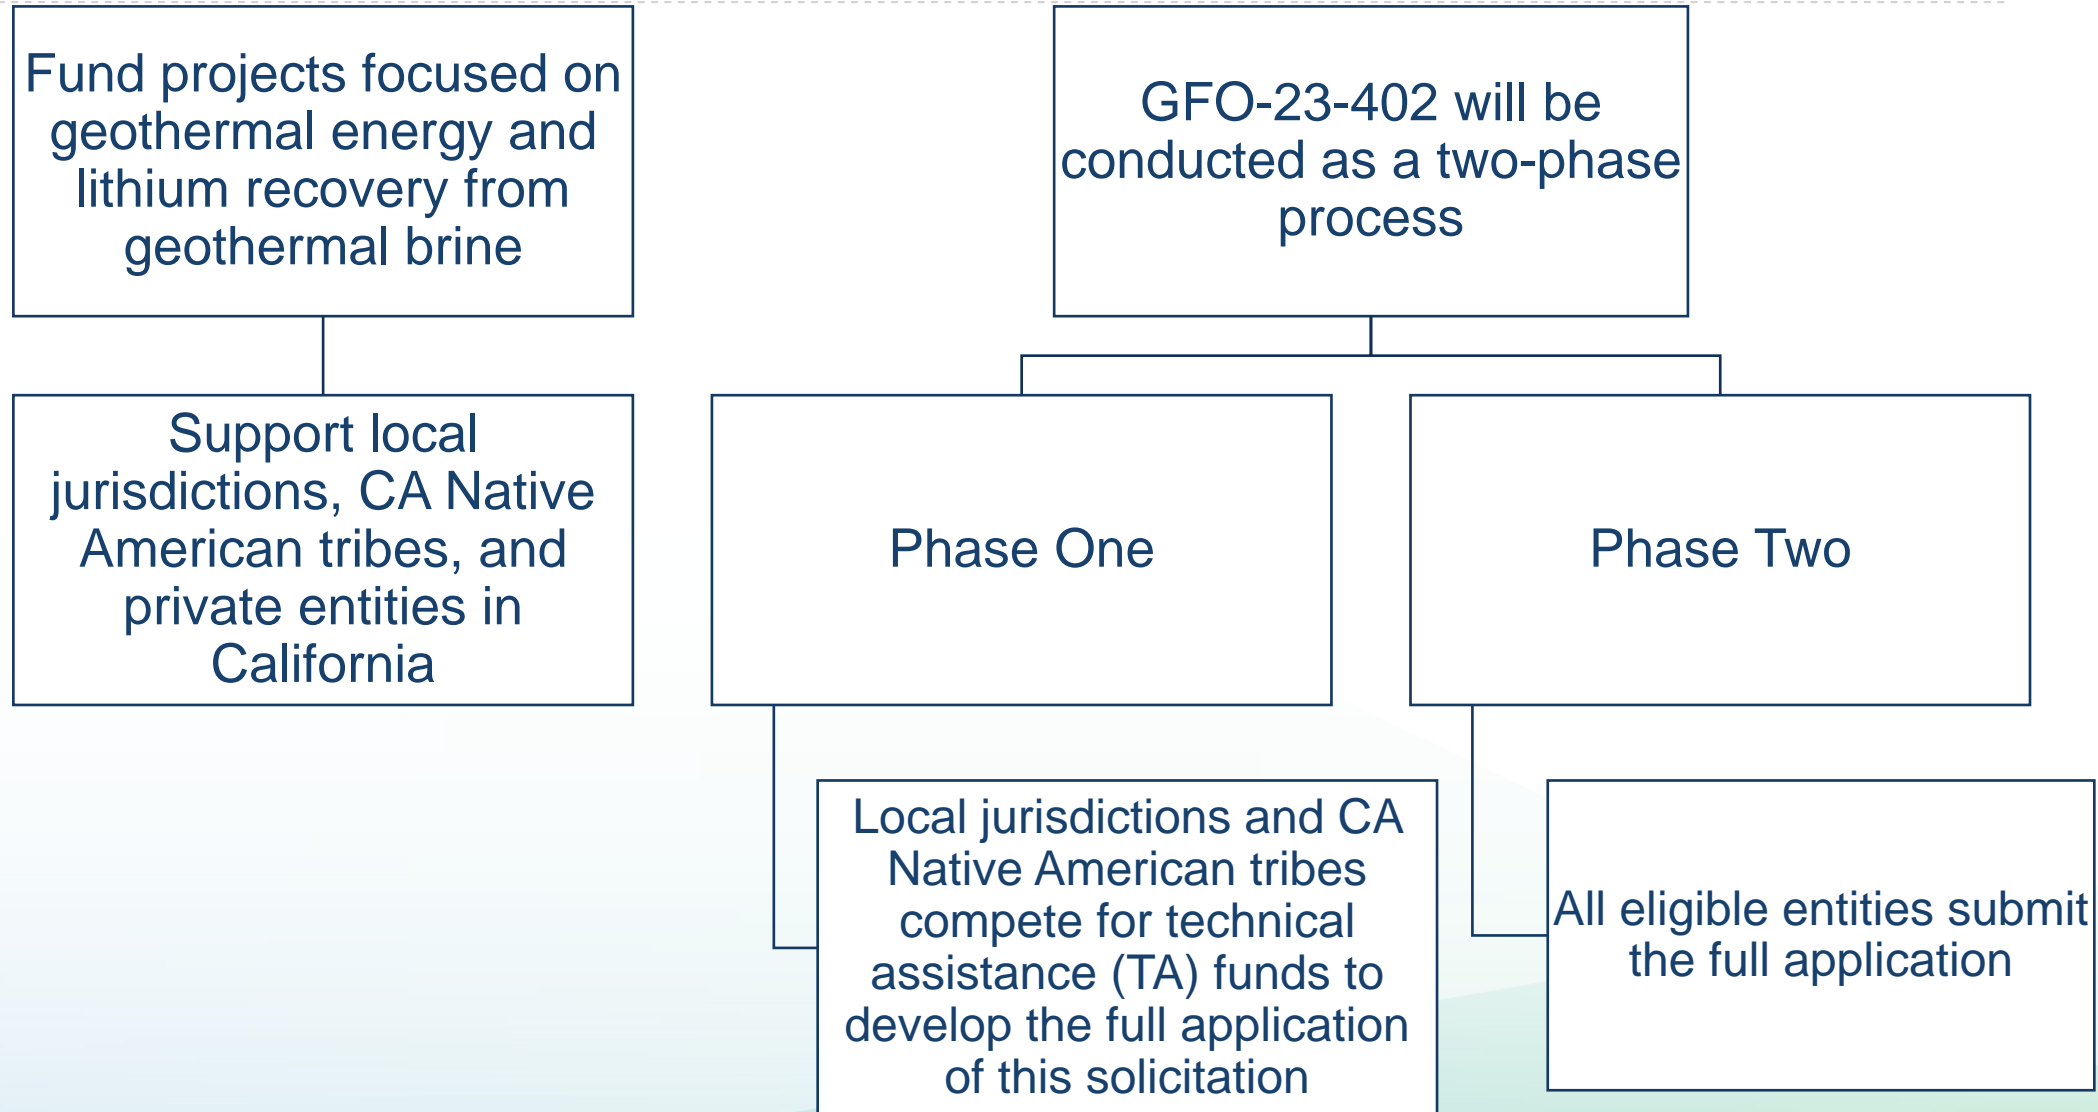 Fund projects focused on
geothermal energy and
lithium recovery from
geothermal brine
Support local
jurisdictions, CA Native
American tribes, and
private entities in
California
GFO-23-402 will be
conducted as a two-phase
process
Phase One
Local jurisdictions and CA
Native American tribes
compete for technical
assistance (TA) funds to
develop the full application
of this solicitation
Phase Two
All eligible entities submit
the full application